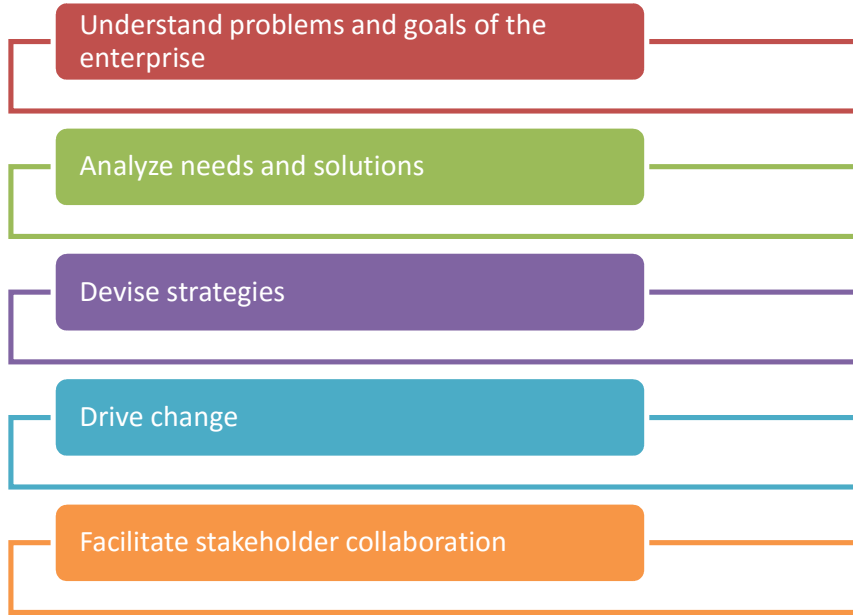 Understand problems and goals of the
enterprise
Analyze needs and solutions
Devise strategies
Drive change
Facilitate stakeholder collaboration